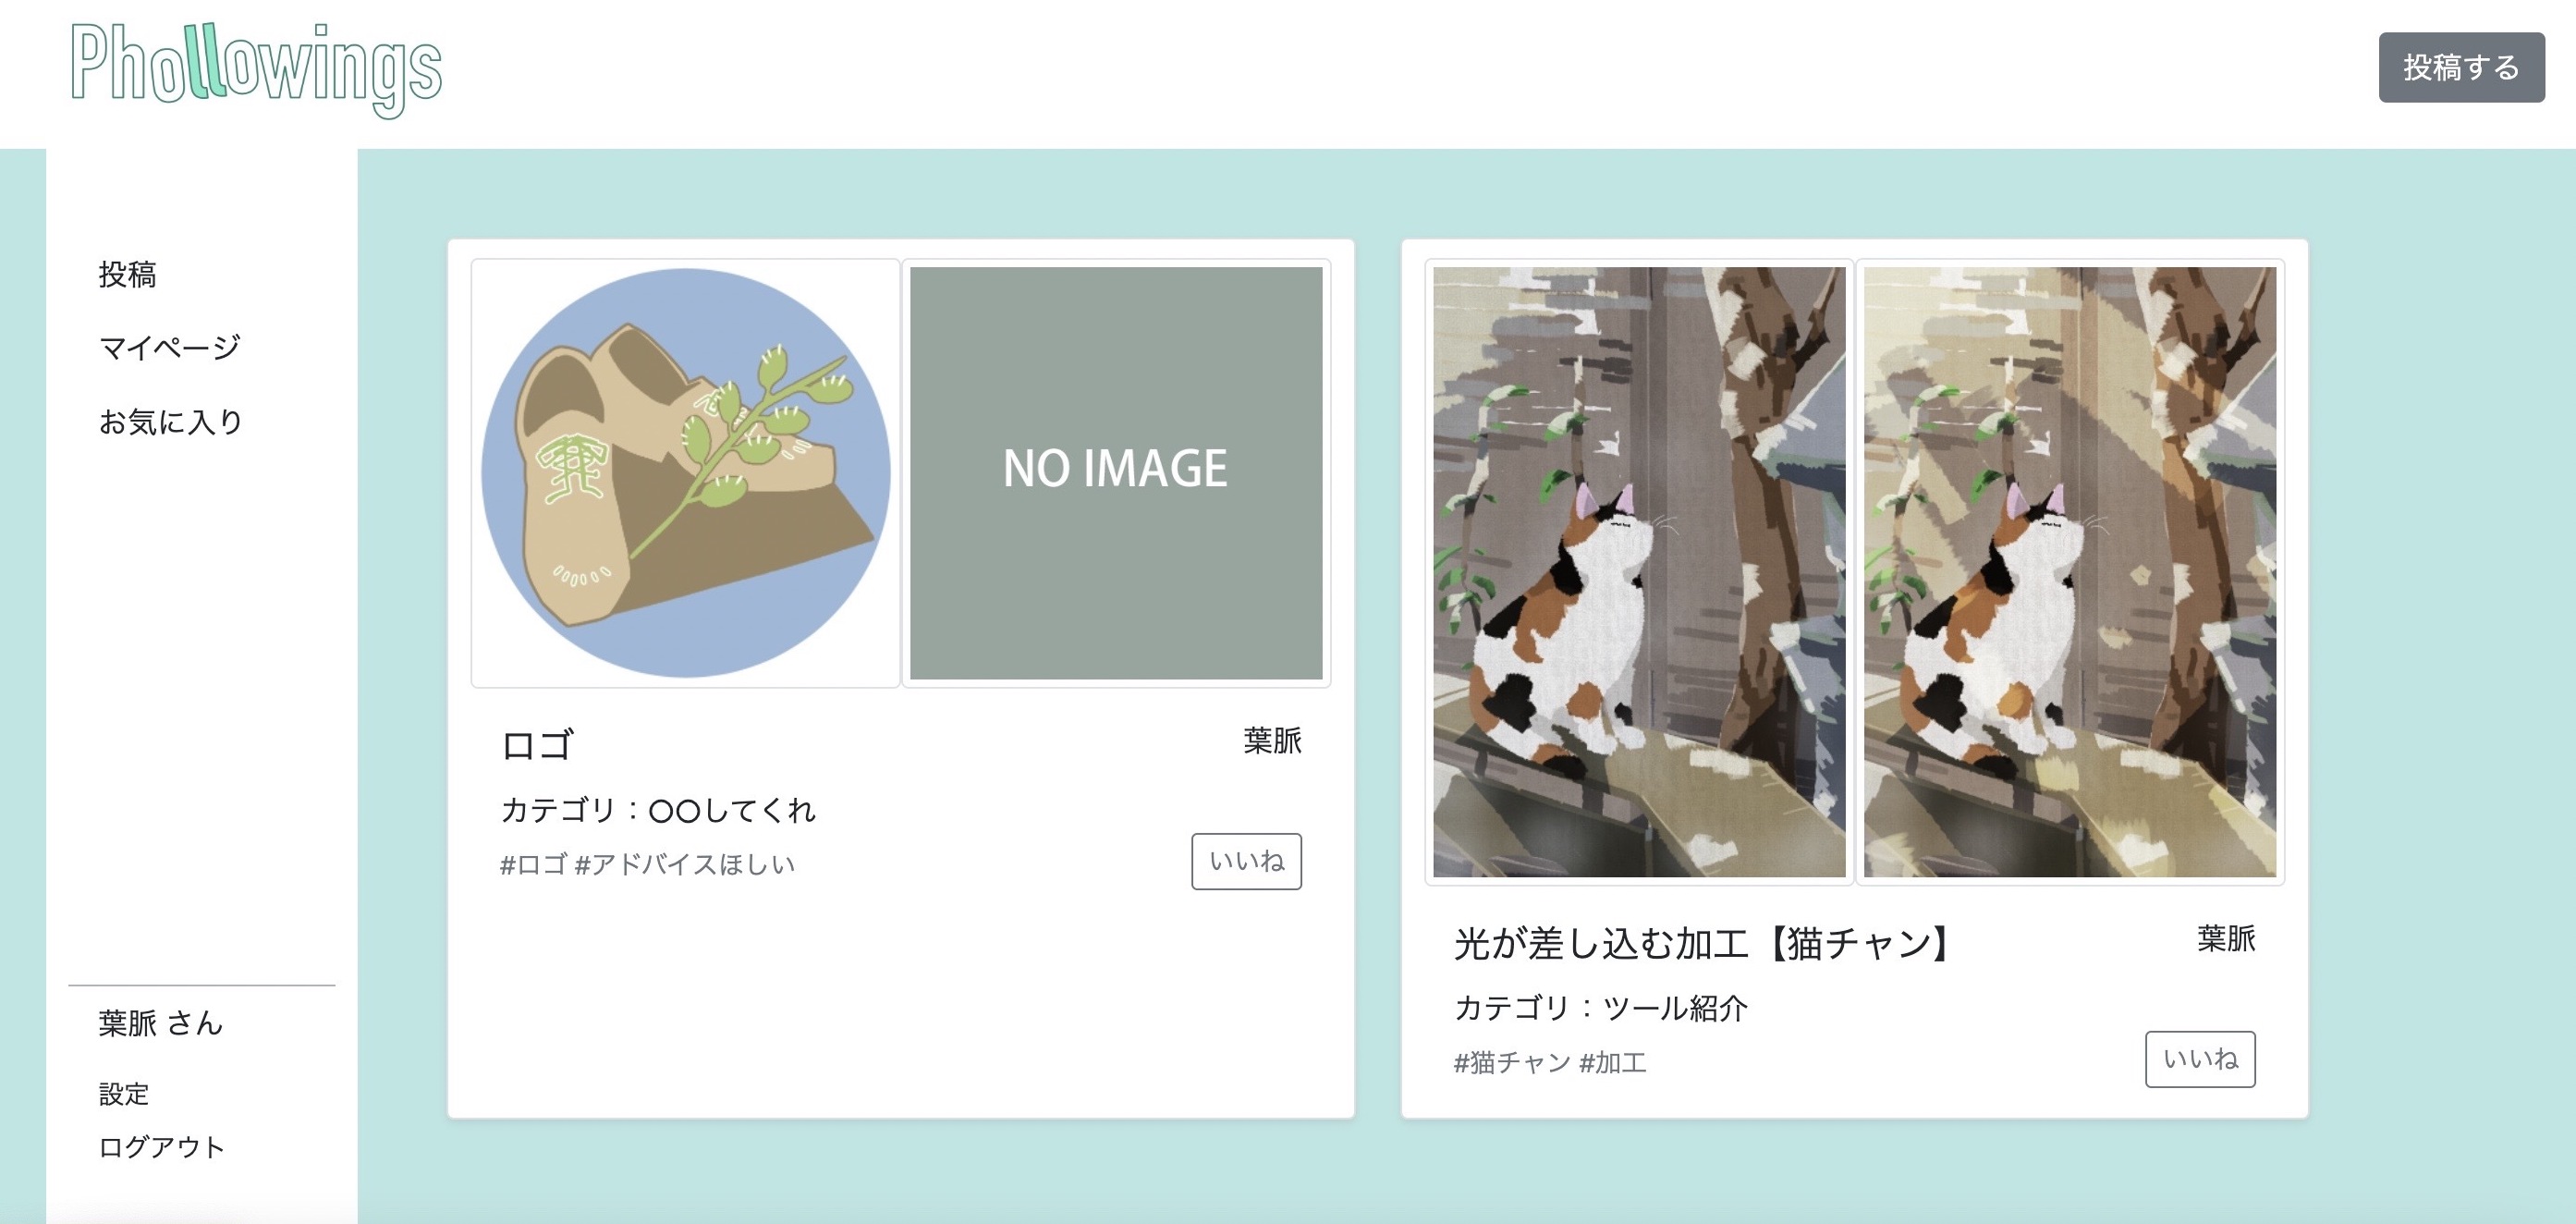 Phollowings
投稿する
投稿
マイページ
お気に入り
葉脈 さん
設定
ログアウト
NO IMAGE
ロゴ
葉脈
カテゴリ：〇〇してくれ
#ロゴ #アドバイスほしい
いいね
光が差し込む加工【猫チャン】
葉脈
カテゴリ：ツール紹介
#猫チャン #加工
いいね